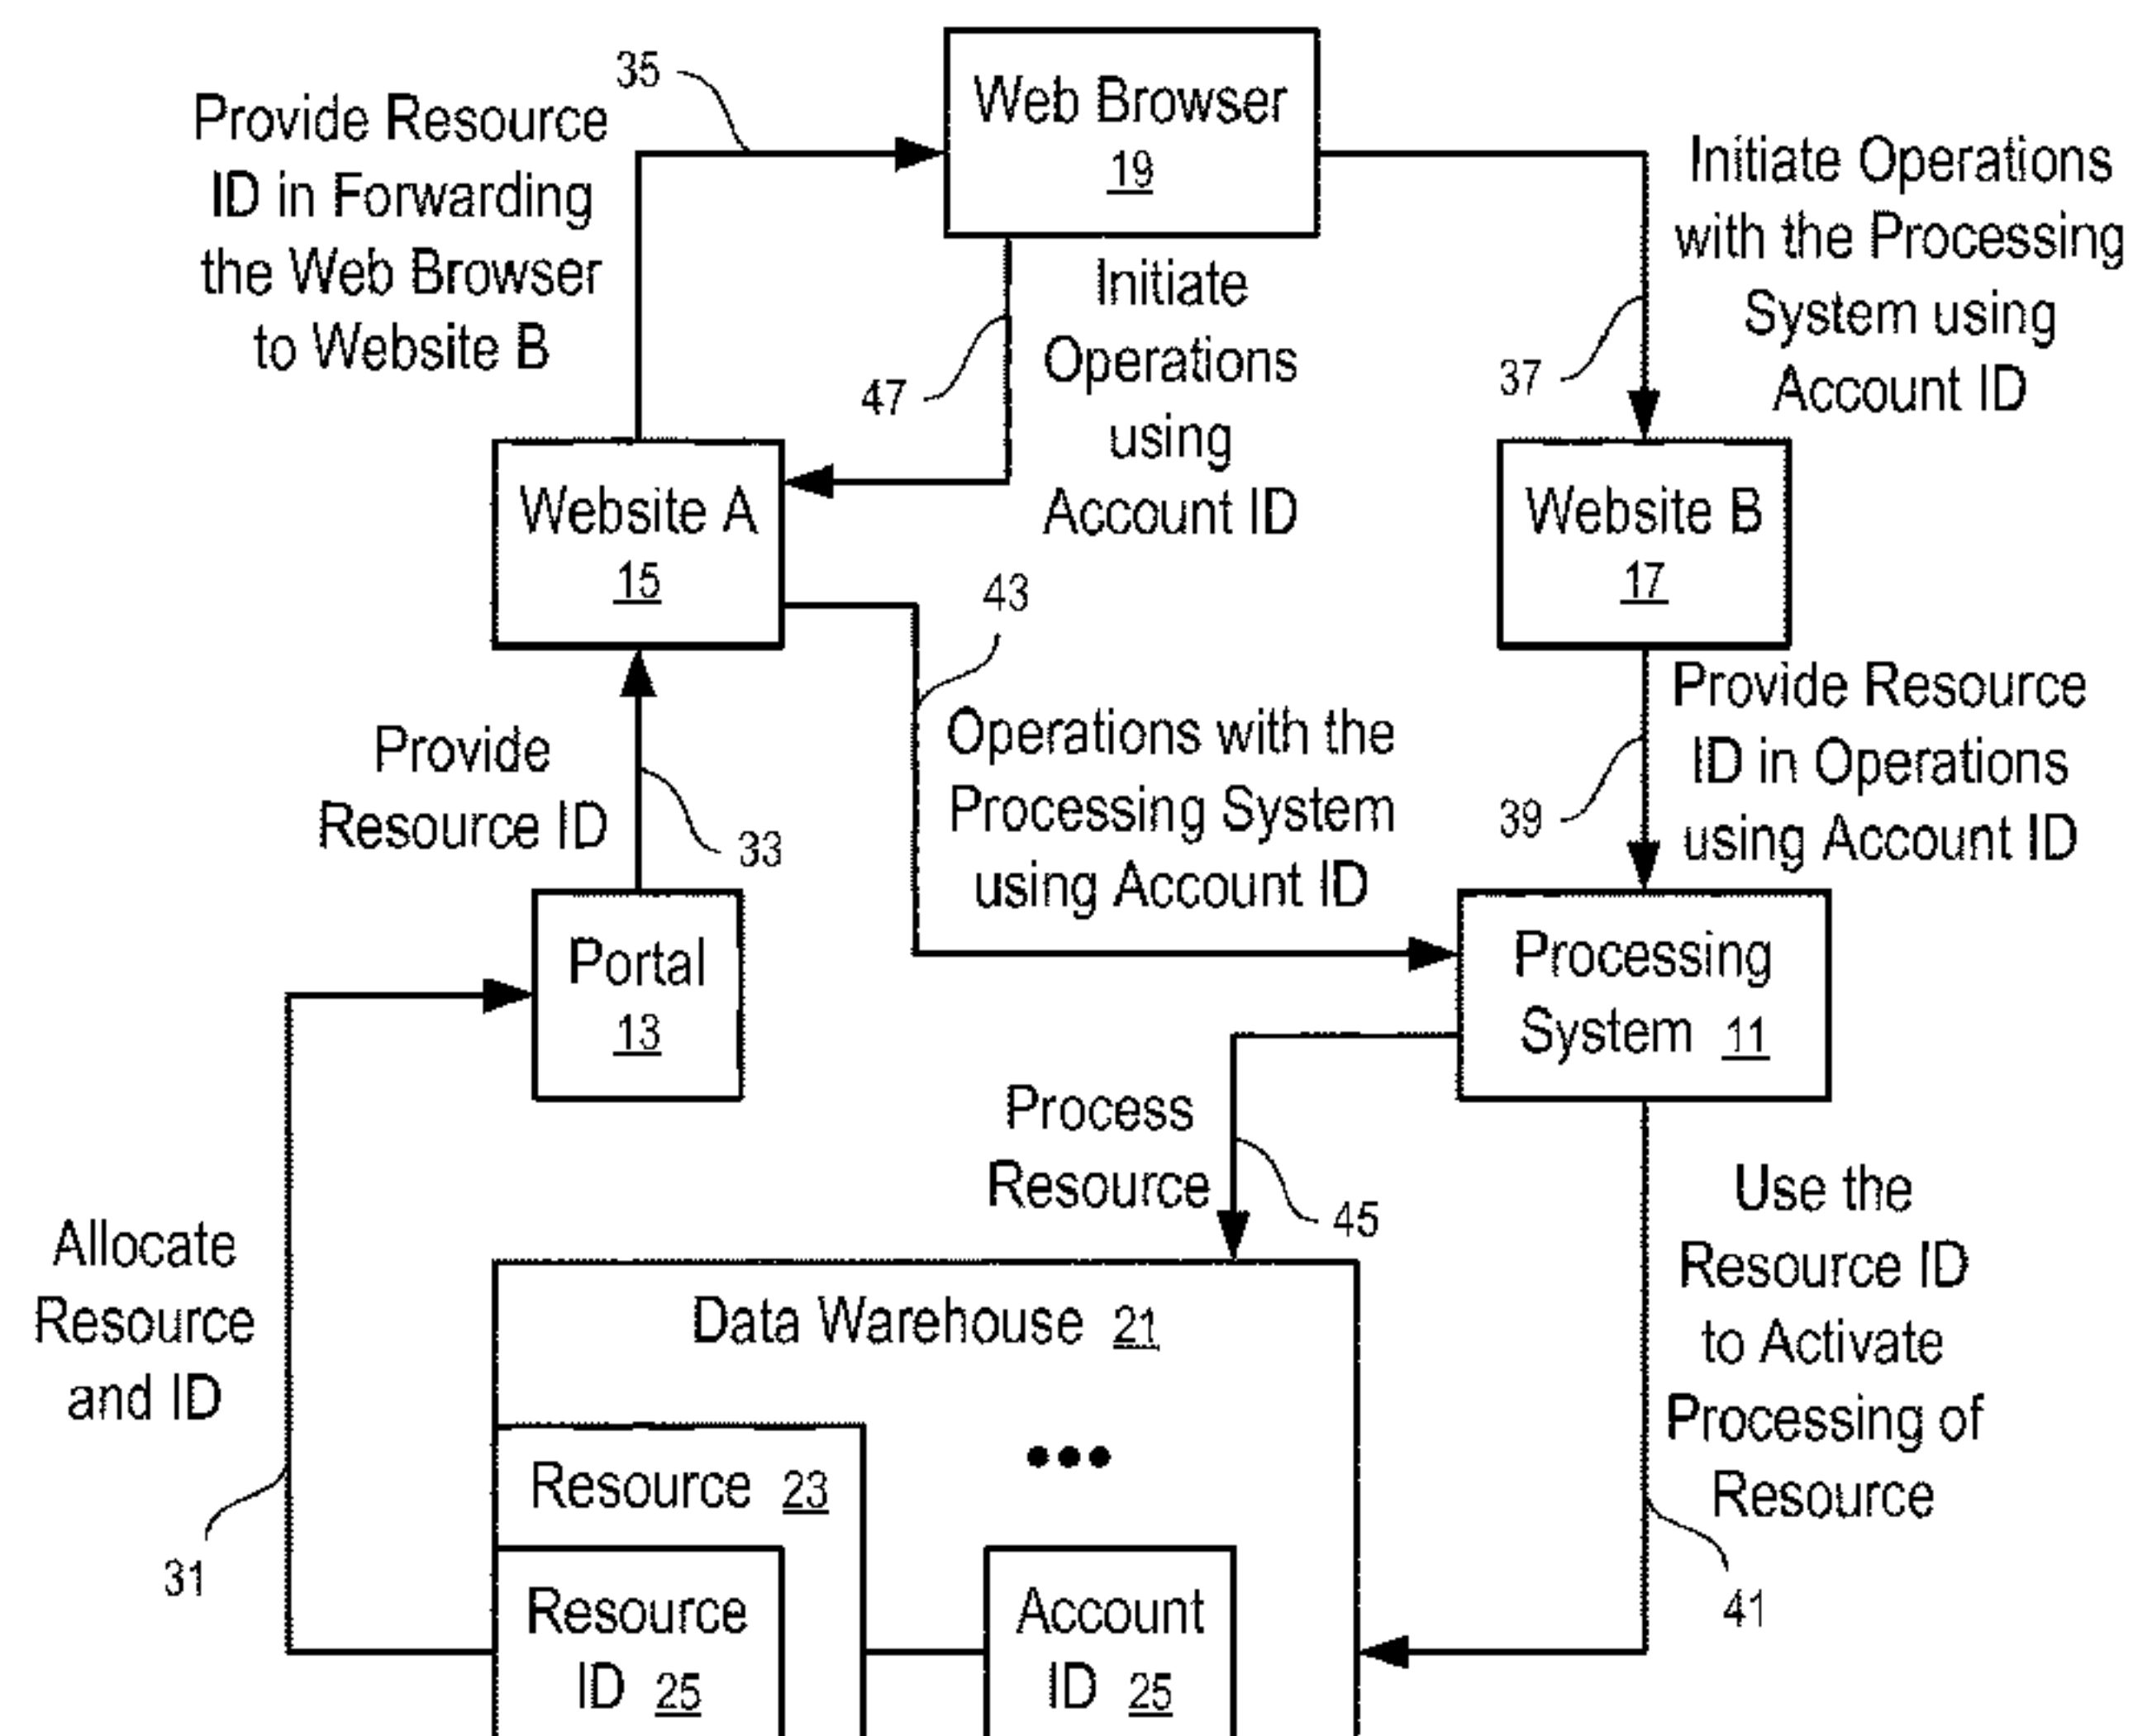 35
Web Browser
19
Provide Resource
ID in Forwarding
the Web Browser
to Website B
Initiate Operations
with the Processing
System using
Account ID
Initiate
Operations
using
Account ID
47
37
Website A
15
Website B
17
43
Provide
Resource ID
33
Operations with the
Processing System
using Account ID
Provide Resource
ID in Operations
using Account ID
39
Portal
13
Processing
System 11
Process
Resource
45
Allocate
Resource
and ID
31
Use the
Resource ID
to Activate
Processing of
Resource
41
Data Warehouse 21
•••
Resource 23
Resource
ID 25
Account
ID 25